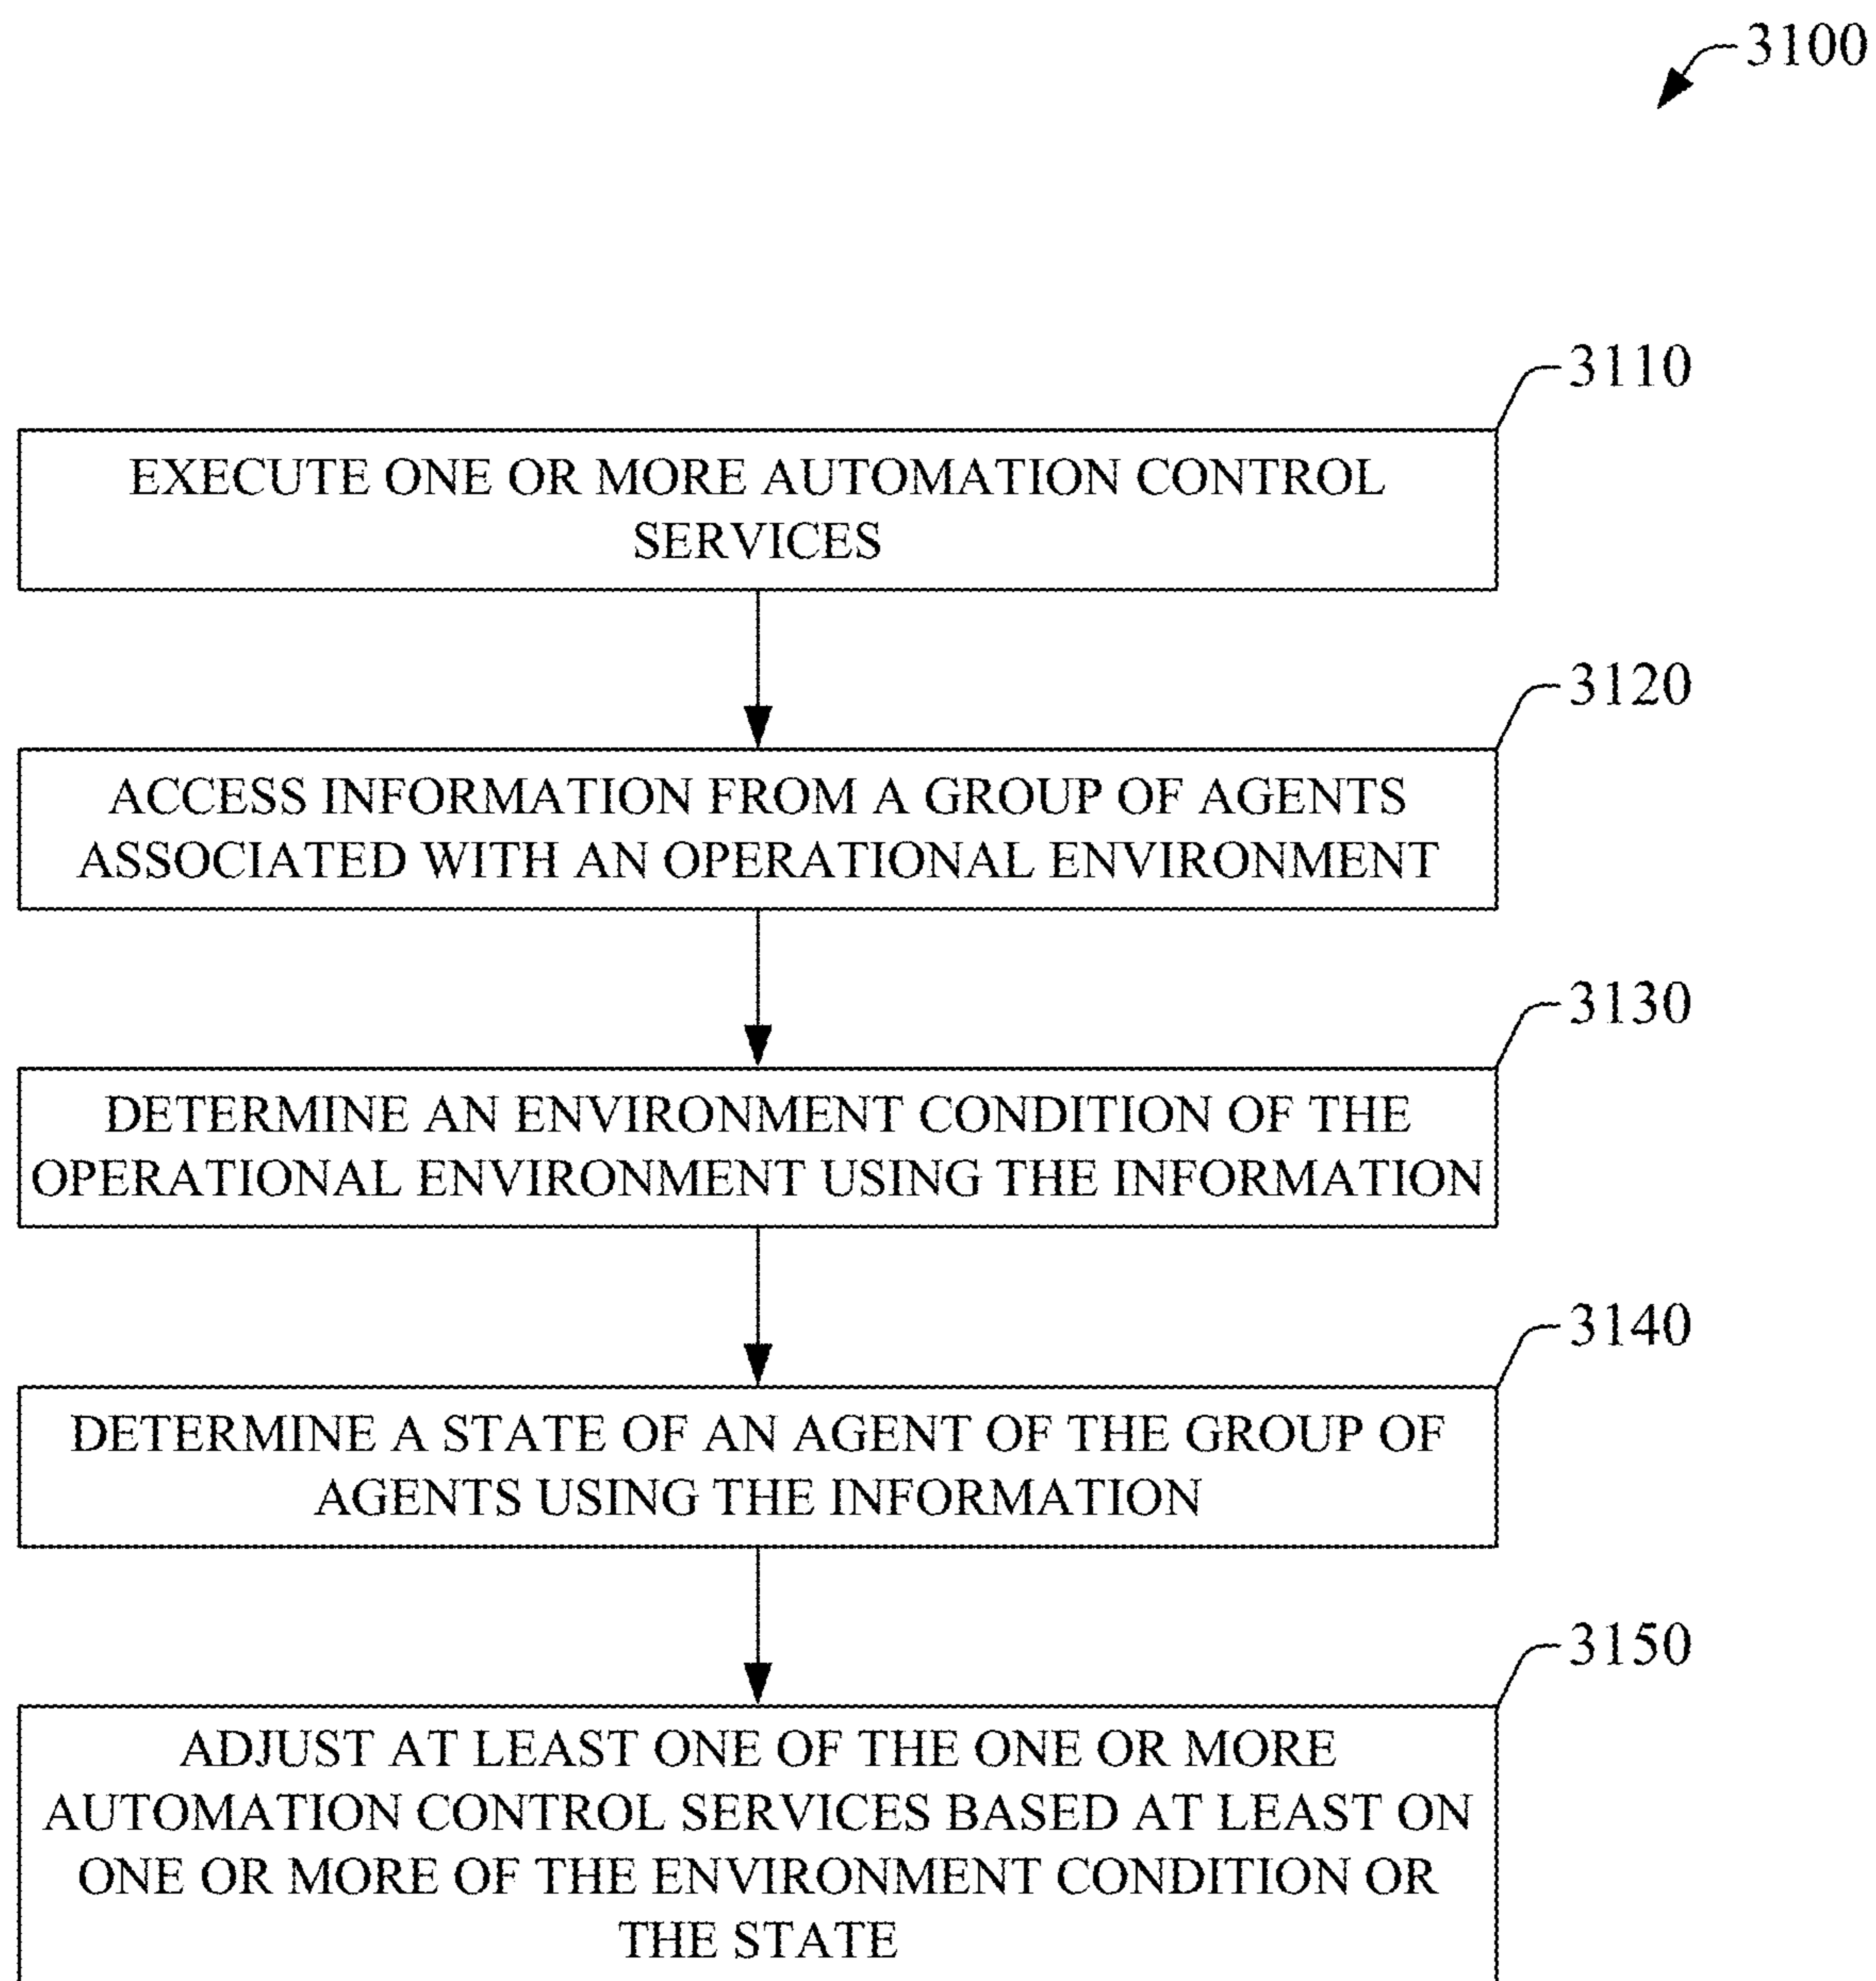 3100
3110
EXECUTE ONE OR MORE AUTOMATION CONTROL
SERVICES
3120
ACCESS INFORMATION FROM A GROUP OF AGENTS
ASSOCIATED WITH AN OPERATIONAL ENVIRONMENT
3130
DETERMINE AN ENVIRONMENT CONDITION OF THE
OPERATIONAL ENVIRONMENT USING THE INFORMATION
3140
DETERMINE A STATE OF AN AGENT OF THE GROUP OF
AGENTS USING THE INFORMATION
3150
ADJUST AT LEAST ONE OF THE ONE OR MORE
AUTOMATION CONTROL SERVICES BASED AT LEAST ON
ONE OR MORE OF THE ENVIRONMENT CONDITION OR
THE STATE